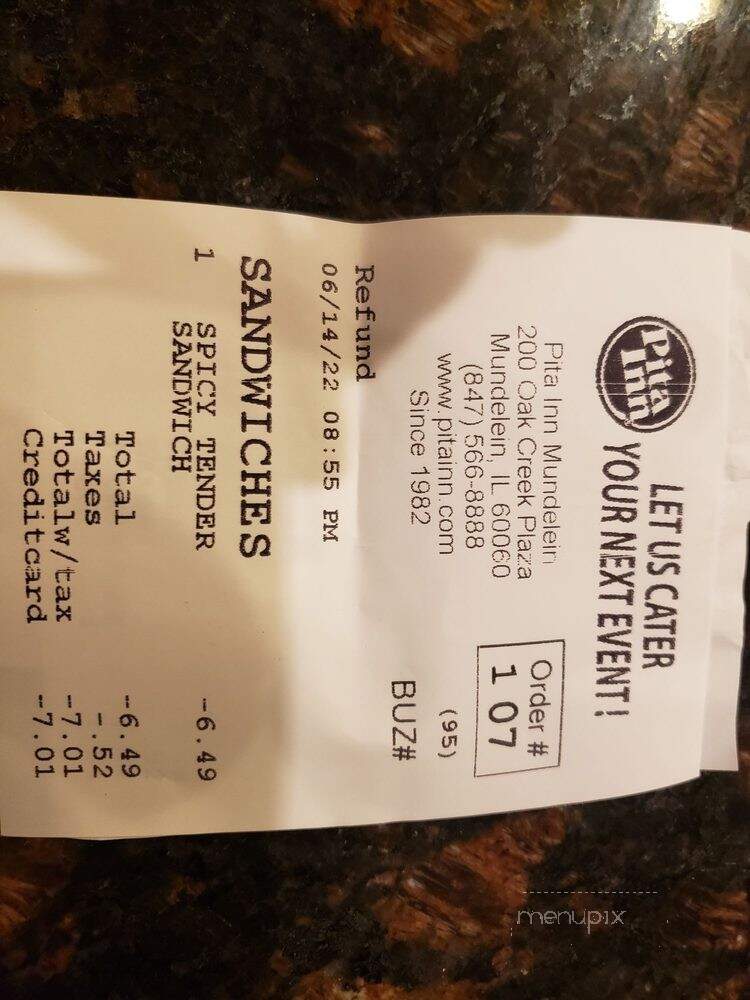 Pita Inn
LET US CATER
YOUR NEXT EVENT!
Pita Inn Mundelein
200 Oak Creek Plaza
Mundelein, IL 60060
(847) 566-8888
www.pitainn.com
Since 1982
Order #
107
(95)
BUZ#
Refund
06/14/22 08:55 PM
SANDWICHES
1 SPICY TENDER SANDWICH -6.49
Total -6.49
Taxes -.52
Totalw/tax -7.01
Creditcard -7.01
menupix